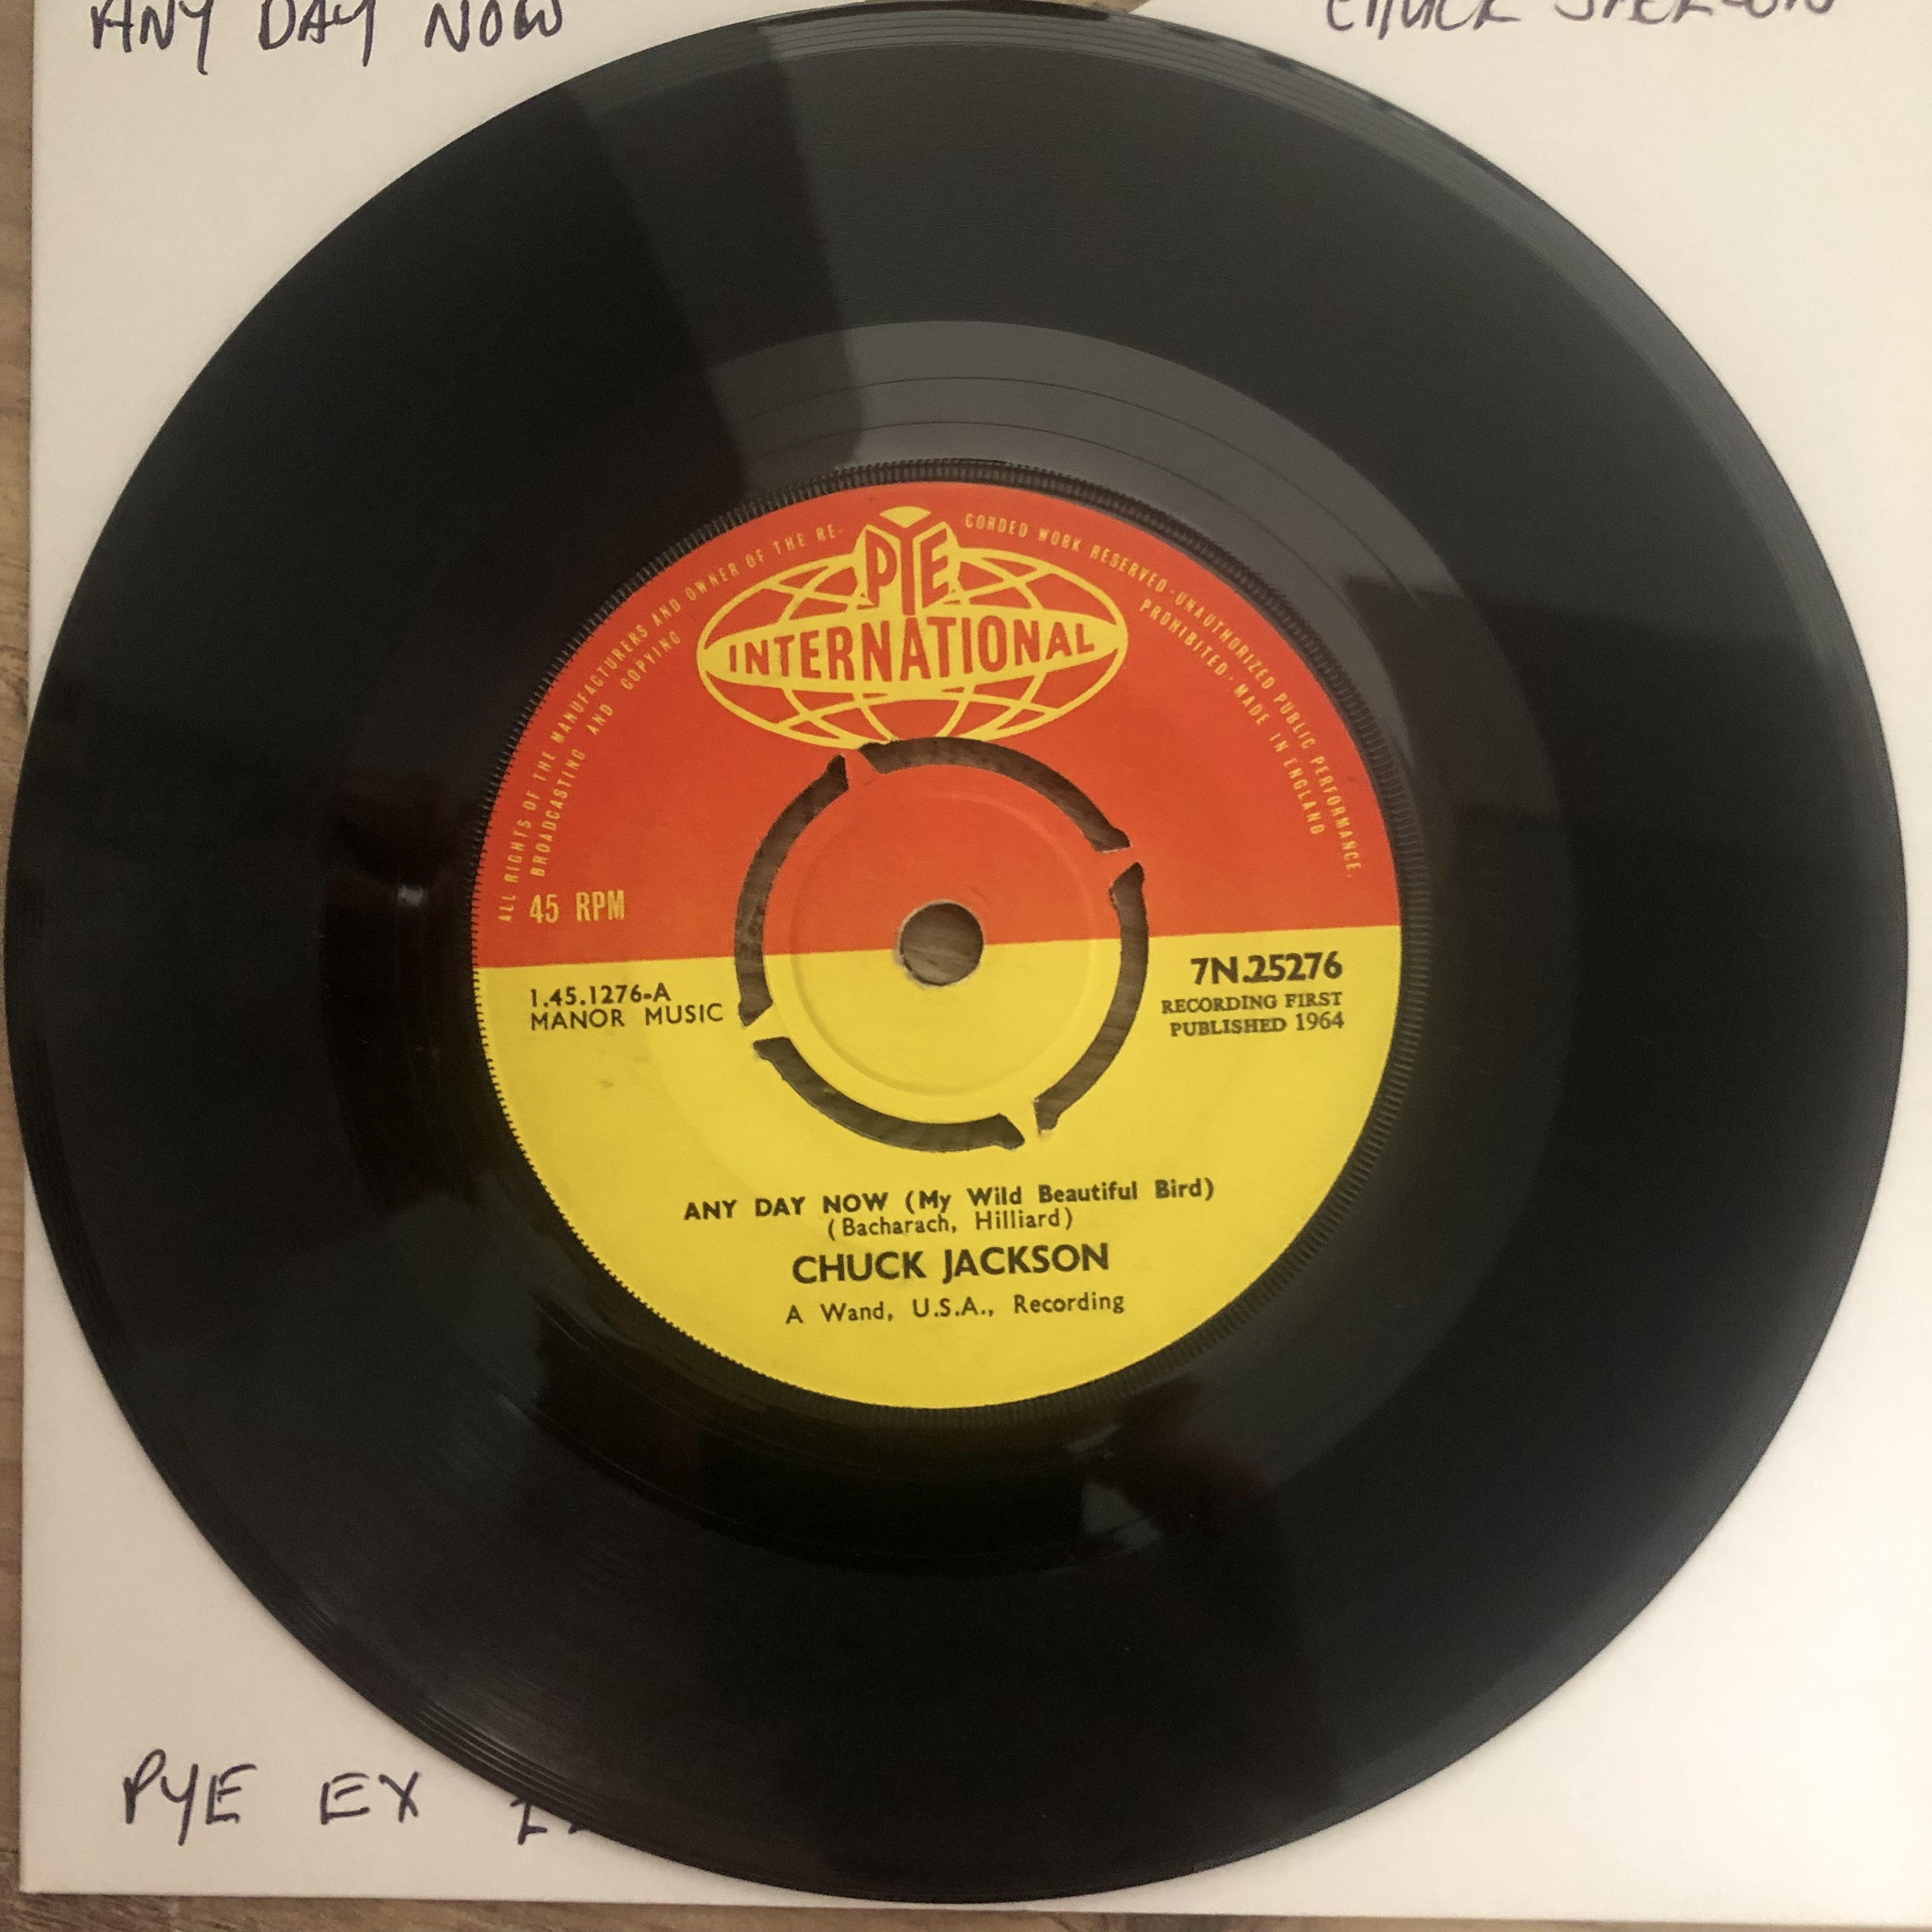 ANY DAY NOW
CHUCK JACKSON
ALL RIGHTS OF THE MANUFACTURERS AND OWNER OF THE RE-
CORDED WORK RESERVED · UNAUTHORIZED PUBLIC PERFORMANCE,
BROADCASTING AND COPYING
PROHIBITED · MADE IN ENGLAND
PYE
INTERNATIONAL
45 RPM
1.45.1276-A
MANOR MUSIC
7N.25276
RECORDING FIRST
PUBLISHED 1964
ANY DAY NOW (My Wild Beautiful Bird)
(Bacharach, Hilliard)
CHUCK JACKSON
A Wand, U.S.A., Recording
PYE EX